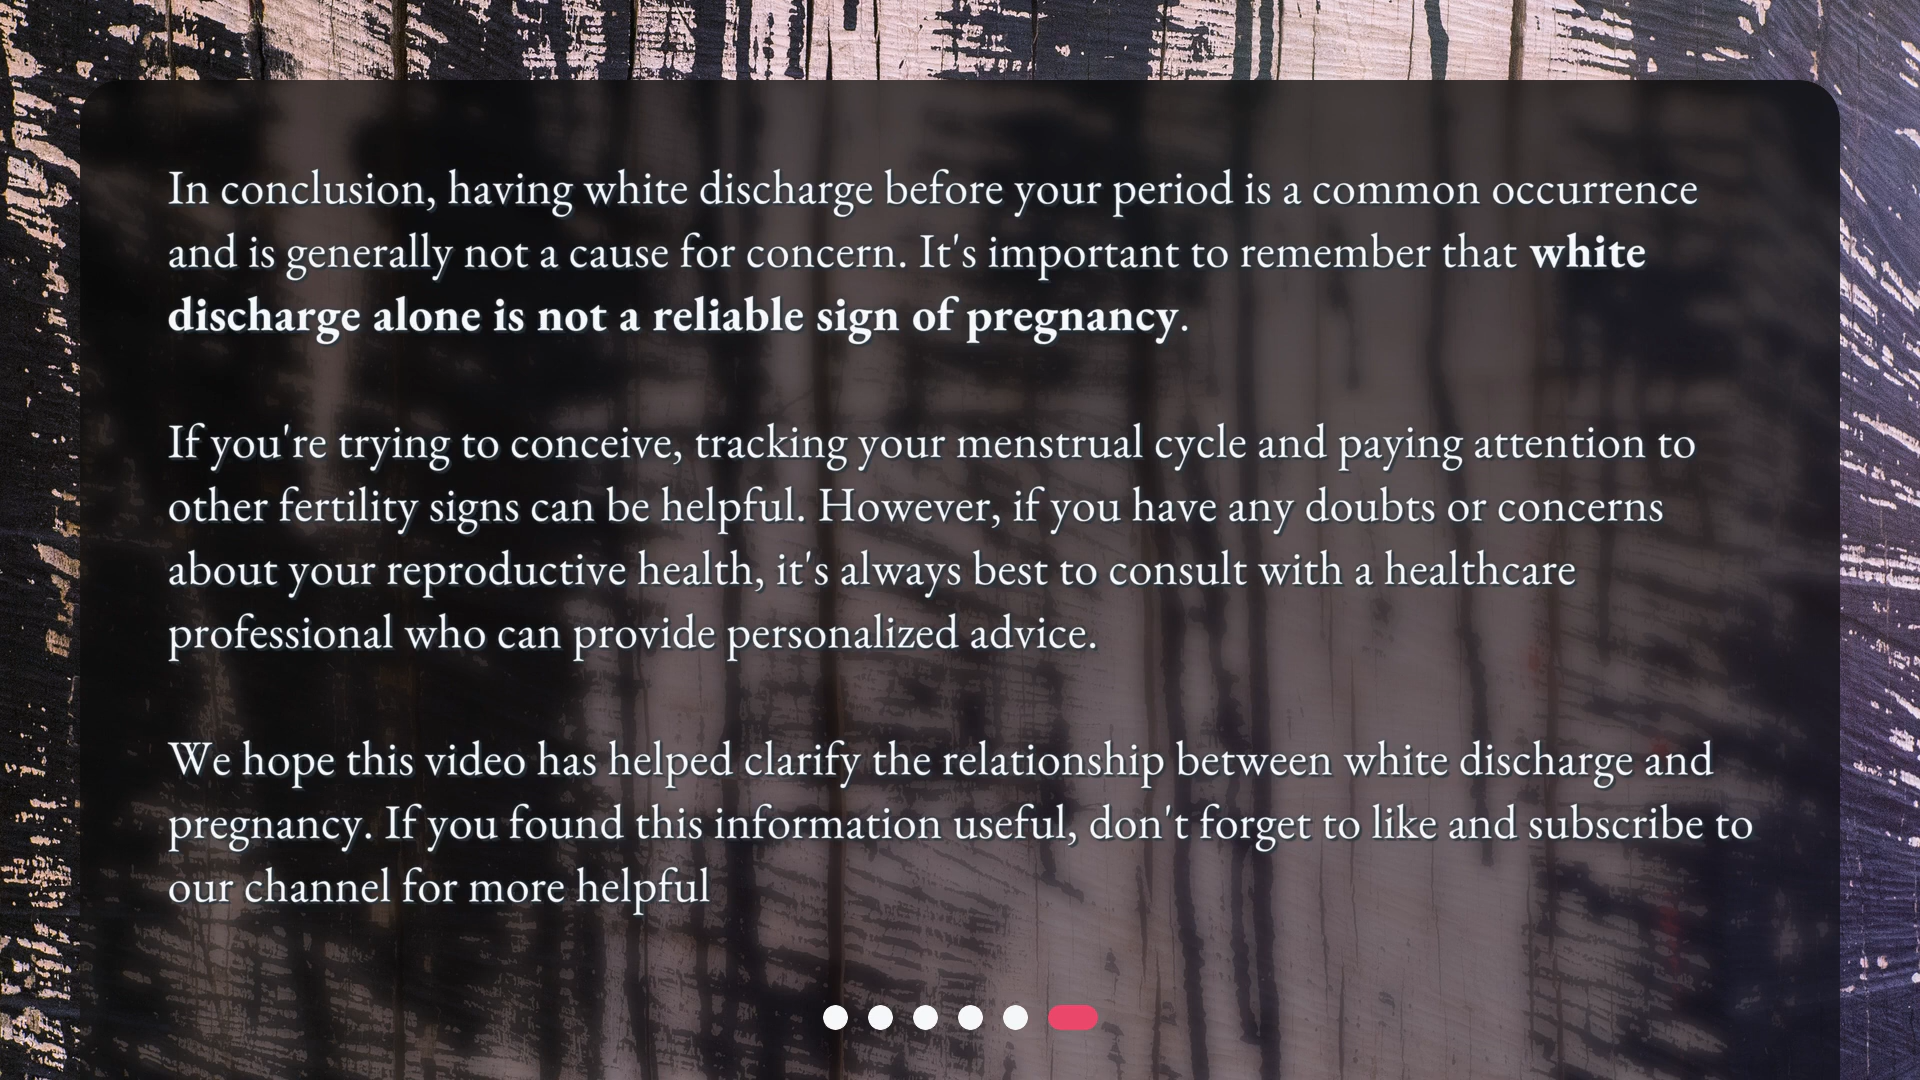 In conclusion, having white discharge before your period is a common occurrence
and is generally not a cause for concern. It's important to remember that white
discharge alone is not a reliable sign of pregnancy.
If you're trying to conceive, tracking your menstrual cycle and paying attention to
other fertility signs can be helpful. However, if you have any doubts or concerns
about your reproductive health, it's always best to consult with a healthcare
professional who can provide personalized advice.
We hope this video has helped clarify the relationship between white discharge and
pregnancy. If you found this information useful, don't forget to like and subscribe to
our channel for more helpful